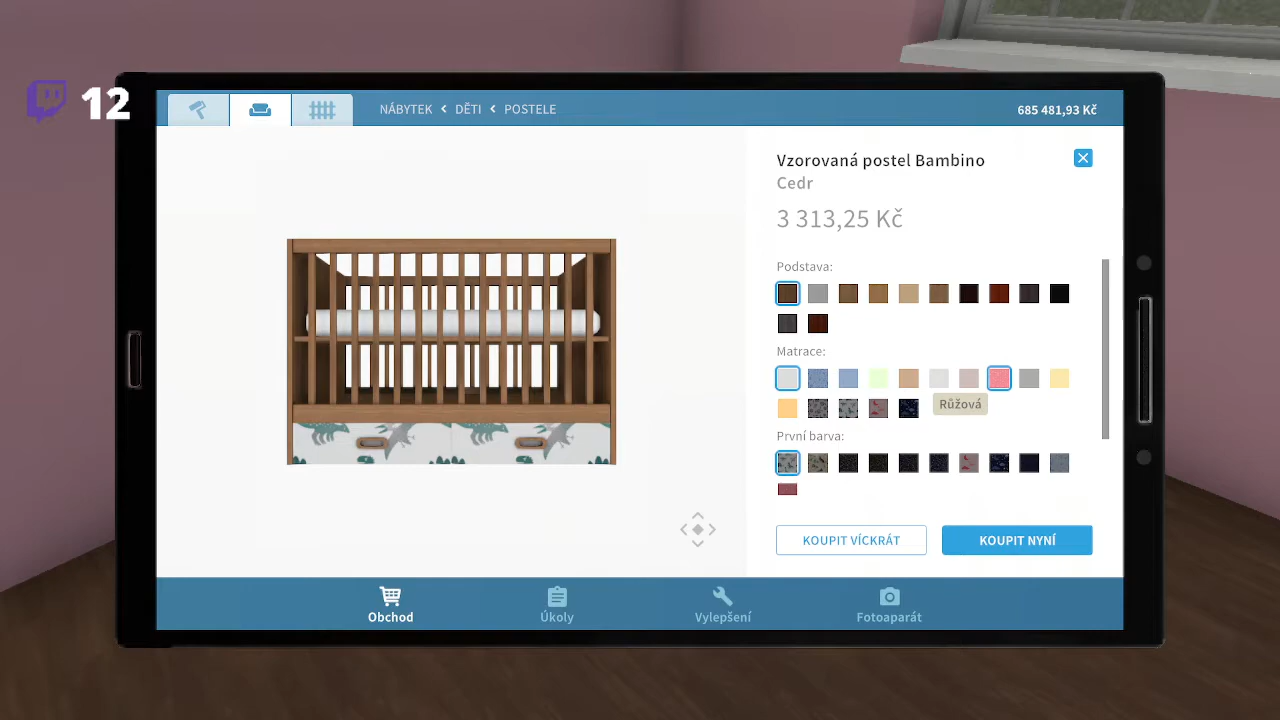 12
NÁBYTEK < DĚTI < POSTELE
685 481,93 Kč
Vzorovaná postel Bambino
Cedr
3 313,25 Kč
Podstava:
Matrace:
Růžová
První barva:
KOUPIT VÍCKRÁT
KOUPIT NYNÍ
Obchod
Úkoly
Vylepšení
Fotoaparát